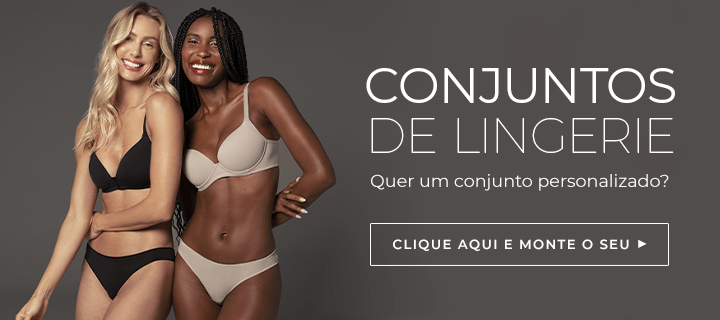 CONJUNTOS
DE LINGERIE
Quer um conjunto personalizado?
CLIQUE AQUI E MONTE O SEU ▶